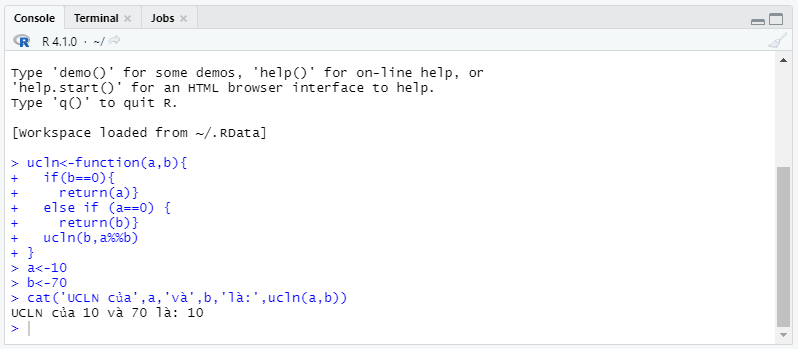 Console Terminal Jobs
R 4.1.0 · ~/
Type 'demo()' for some demos, 'help()' for on-line help, or
'help.start()' for an HTML browser interface to help.
Type 'q()' to quit R.
[Workspace loaded from ~/.RData]
> ucln<-function(a,b){
+   if(b==0){
+     return(a)}
+   else if (a==0) {
+     return(b)}
+   ucln(b,a%%b)
+ }
> a<-10
> b<-70
> cat('UCLN của',a,'và',b,'là:',ucln(a,b))
UCLN của 10 và 70 là: 10
>